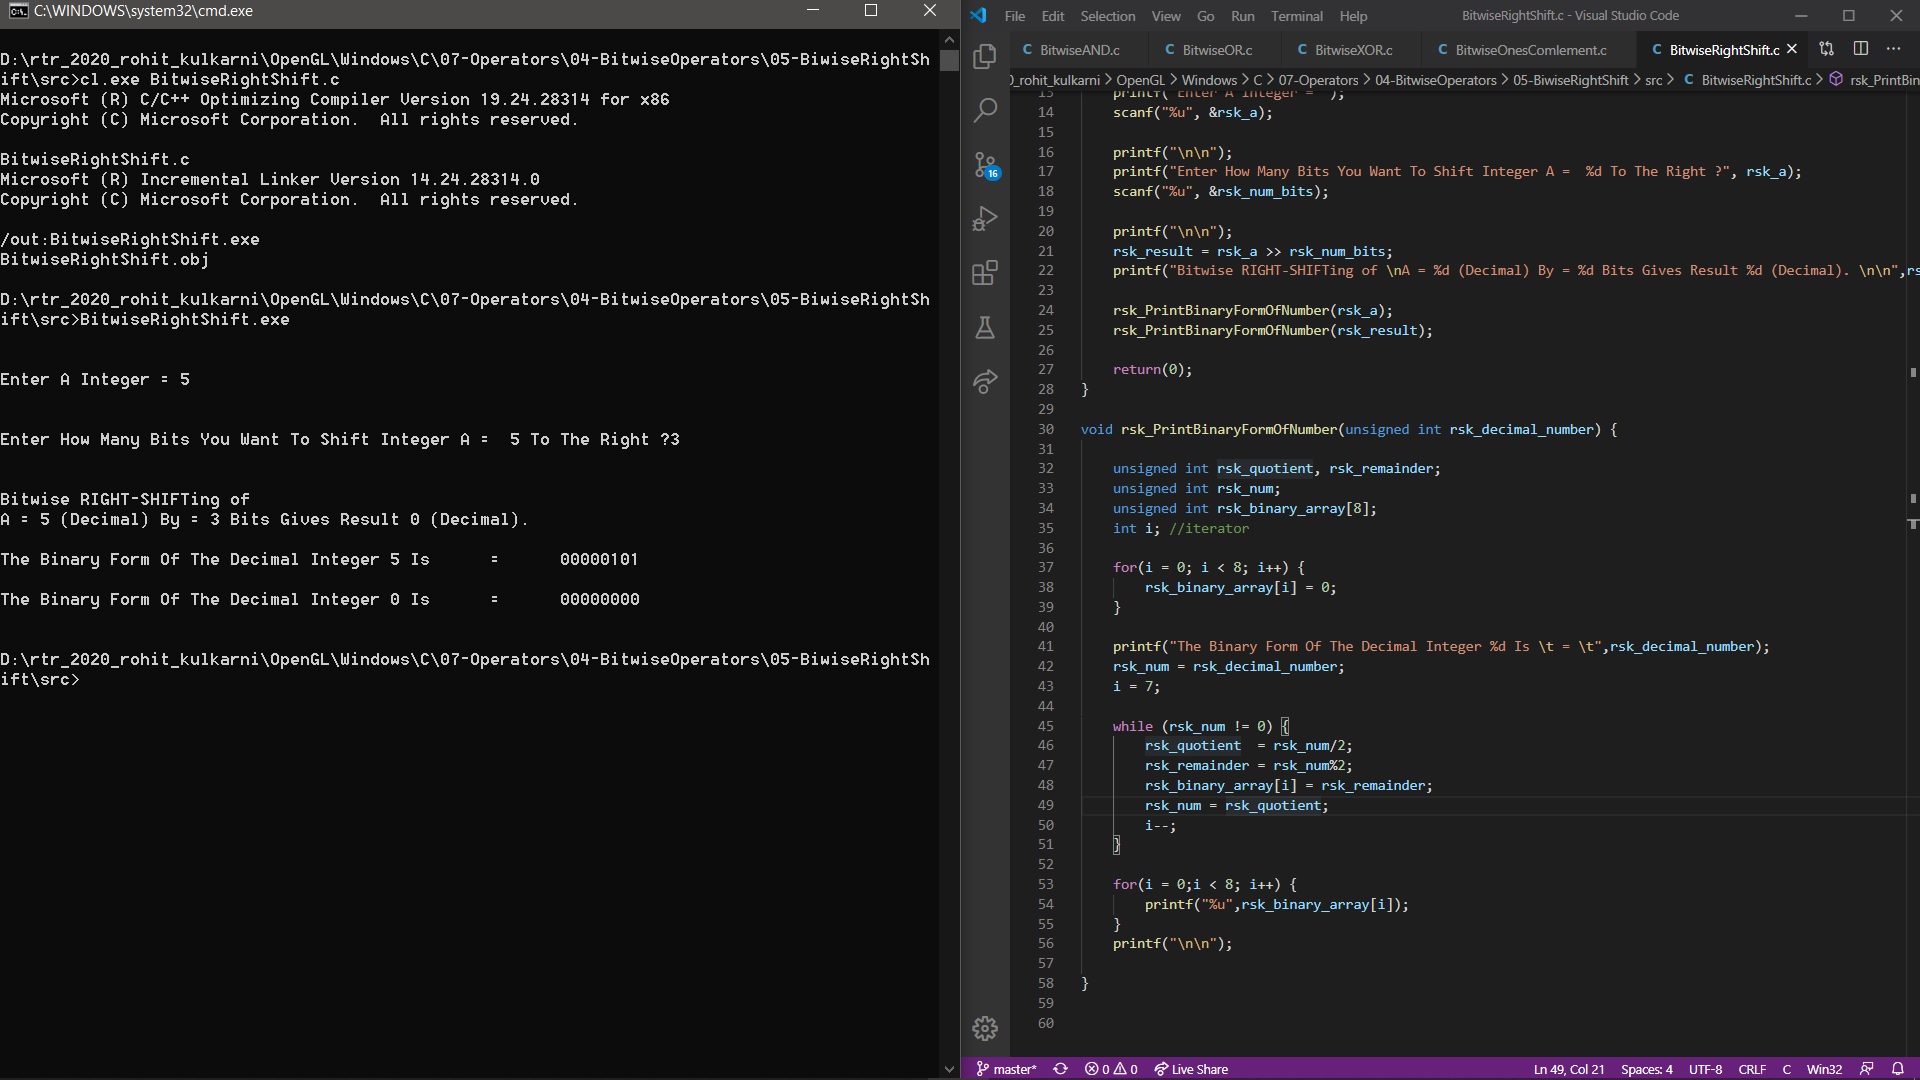 C:\WINDOWS\system32\cmd.exe
D:\rtr_2020_rohit_kulkarni\OpenGL\Windows\C\07-Operators\04-BitwiseOperators\05-BiwiseRightSh
ift\src>cl.exe BitwiseRightShift.c
Microsoft (R) C/C++ Optimizing Compiler Version 19.24.28314 for x86
Copyright (C) Microsoft Corporation.  All rights reserved.
BitwiseRightShift.c
Microsoft (R) Incremental Linker Version 14.24.28314.0
Copyright (C) Microsoft Corporation.  All rights reserved.
/out:BitwiseRightShift.exe
BitwiseRightShift.obj
D:\rtr_2020_rohit_kulkarni\OpenGL\Windows\C\07-Operators\04-BitwiseOperators\05-BiwiseRightSh
ift\src>BitwiseRightShift.exe
Enter A Integer = 5
Enter How Many Bits You Want To Shift Integer A =  5 To The Right ?3
Bitwise RIGHT-SHIFTing of
A = 5 (Decimal) By = 3 Bits Gives Result 0 (Decimal).
The Binary Form Of The Decimal Integer 5 Is = 00000101
The Binary Form Of The Decimal Integer 0 Is = 00000000
D:\rtr_2020_rohit_kulkarni\OpenGL\Windows\C\07-Operators\04-BitwiseOperators\05-BiwiseRightSh
ift\src>
File Edit Selection View Go Run Terminal Help BitwiseRightShift.c - Visual Studio Code
C BitwiseAND.c C BitwiseOR.c C BitwiseXOR.c C BitwiseOnesComlement.c C BitwiseRightShift.c
_rohit_kulkarni > OpenGL > Windows > C > 07-Operators > 04-BitwiseOperators > 05-BiwiseRightShift > src > C BitwiseRightShift.c > rsk_PrintBin
16
13 printf("Enter A Integer = ");
14 scanf("%u", &rsk_a);
15
16 printf("\n\n");
17 printf("Enter How Many Bits You Want To Shift Integer A =  %d To The Right ?", rsk_a);
18 scanf("%u", &rsk_num_bits);
19
20 printf("\n\n");
21 rsk_result = rsk_a >> rsk_num_bits;
22 printf("Bitwise RIGHT-SHIFTing of \nA = %d (Decimal) By = %d Bits Gives Result %d (Decimal). \n\n",rs
23
24 rsk_PrintBinaryFormOfNumber(rsk_a);
25 rsk_PrintBinaryFormOfNumber(rsk_result);
26
27 return(0);
28 }
29
30 void rsk_PrintBinaryFormOfNumber(unsigned int rsk_decimal_number) {
31
32 unsigned int rsk_quotient, rsk_remainder;
33 unsigned int rsk_num;
34 unsigned int rsk_binary_array[8];
35 int i; //iterator
36
37 for(i = 0; i < 8; i++) {
38 rsk_binary_array[i] = 0;
39 }
40
41 printf("The Binary Form Of The Decimal Integer %d Is \t = \t",rsk_decimal_number);
42 rsk_num = rsk_decimal_number;
43 i = 7;
44
45 while (rsk_num != 0) {
46 rsk_quotient  = rsk_num/2;
47 rsk_remainder = rsk_num%2;
48 rsk_binary_array[i] = rsk_remainder;
49 rsk_num = rsk_quotient;
50 i--;
51 }
52
53 for(i = 0;i < 8; i++) {
54 printf("%u",rsk_binary_array[i]);
55 }
56 printf("\n\n");
57
58 }
59
60
master* 0 0 Live Share Ln 49, Col 21 Spaces: 4 UTF-8 CRLF C Win32